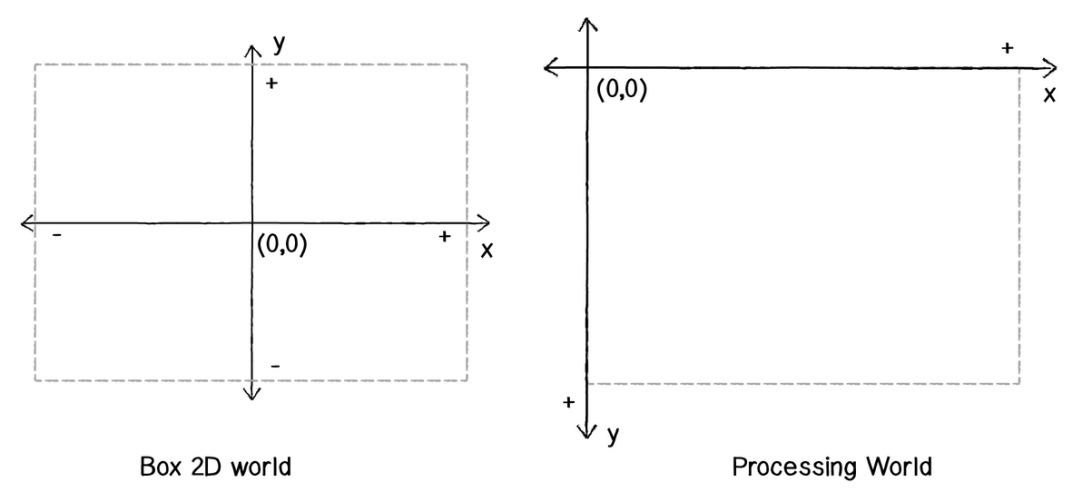 y
+
-
(0,0)
+
x
-
Box 2D world
+
(0,0)
x
+
y
Processing World